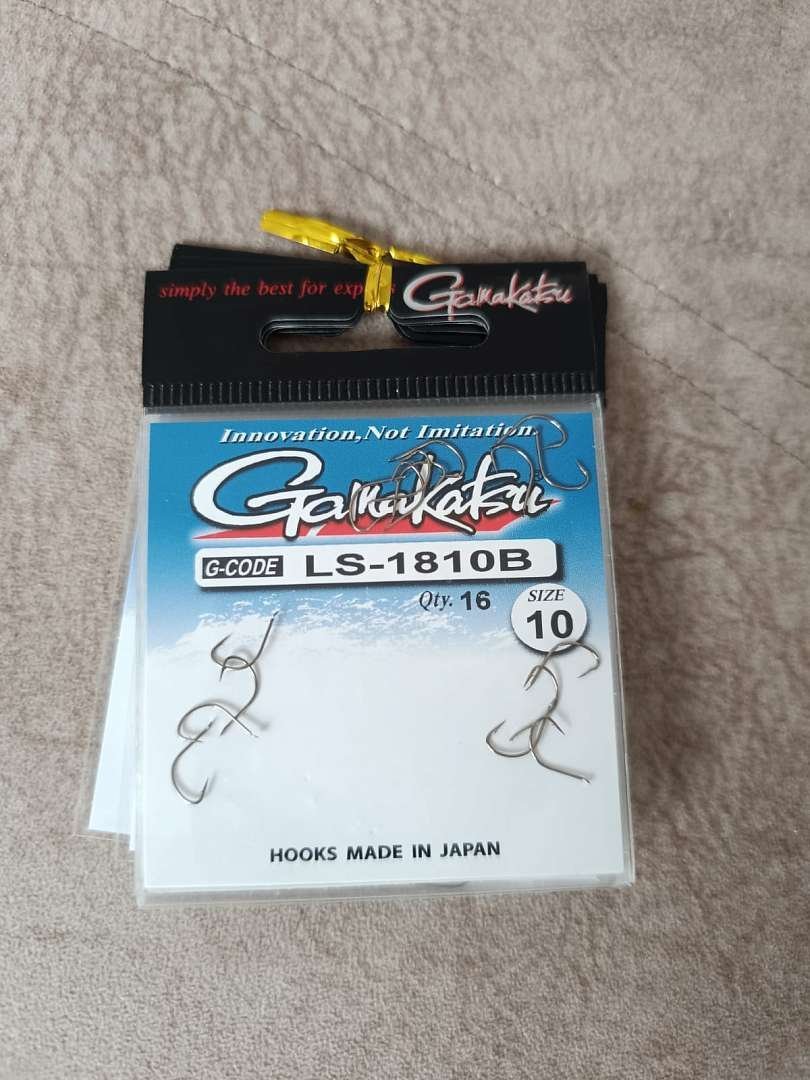 simply the best for exp s Gamakatsu
Innovation,Not Imitation
Gamakatsu
G-CODE LS-1810B
Qty. 16
SIZE
10
HOOKS MADE IN JAPAN